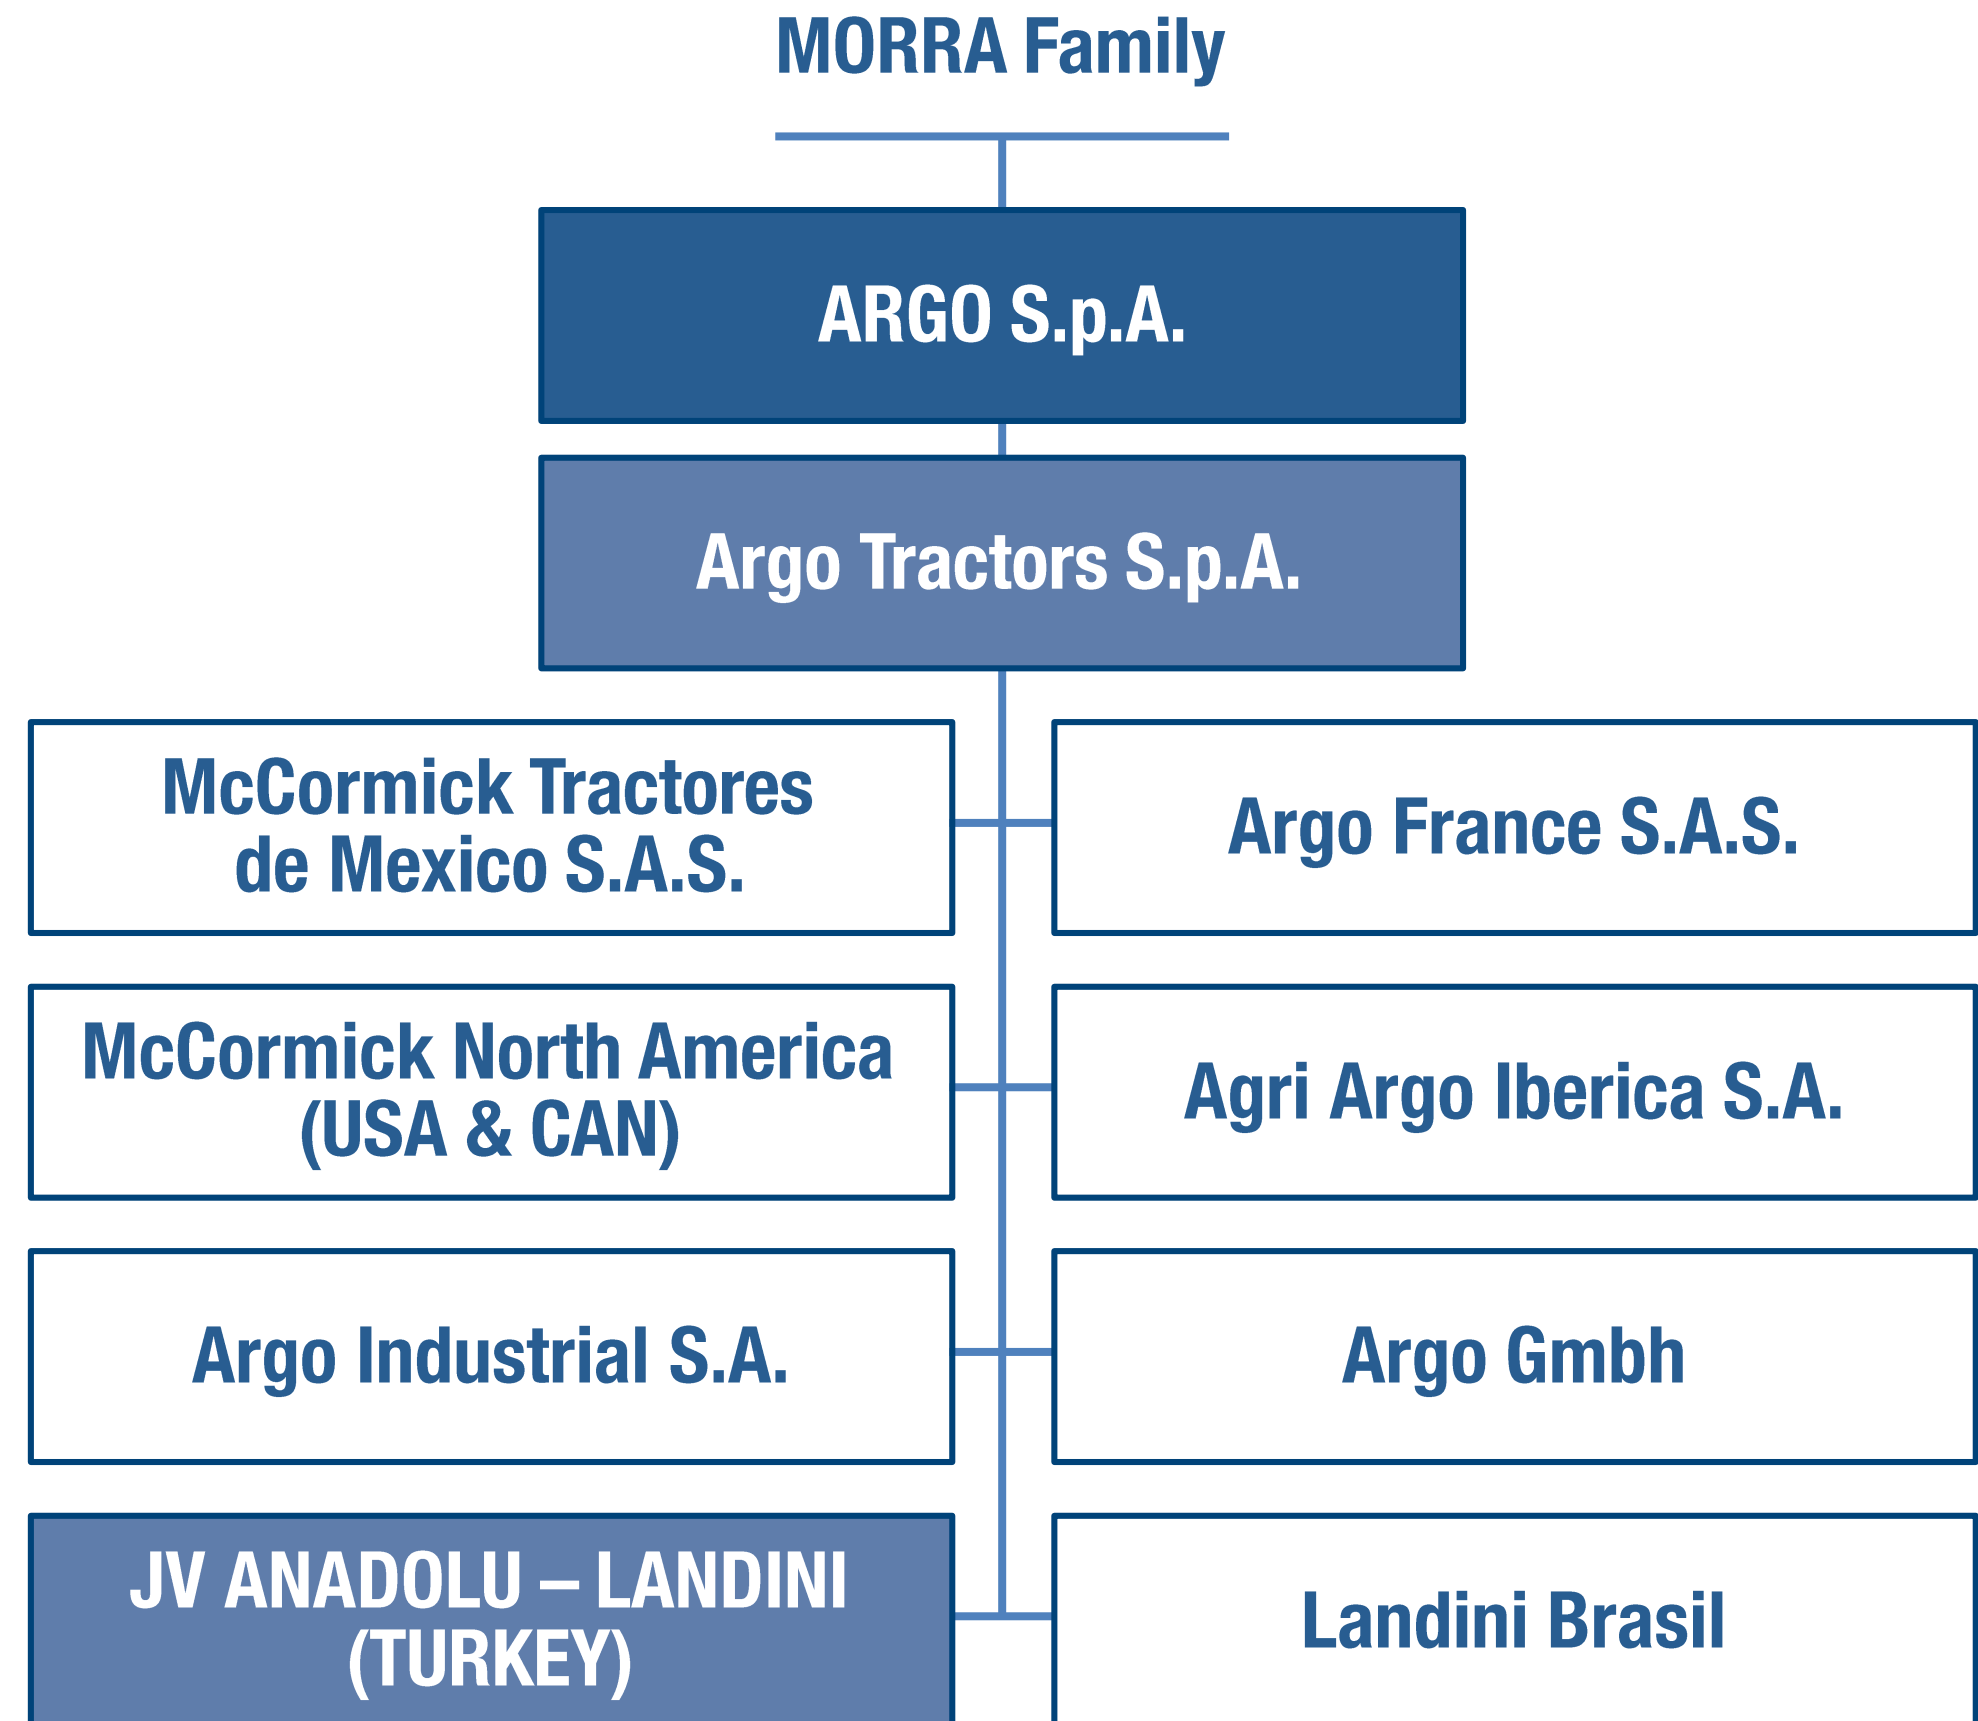 MORRA Family
ARGO S.p.A.
Argo Tractors S.p.A.
McCormick Tractores
de Mexico S.A.S.
Argo France S.A.S.
McCormick North America
(USA & CAN)
Agri Argo Iberica S.A.
Argo Industrial S.A.
Argo Gmbh
JV ANADOLU – LANDINI
(TURKEY)
Landini Brasil